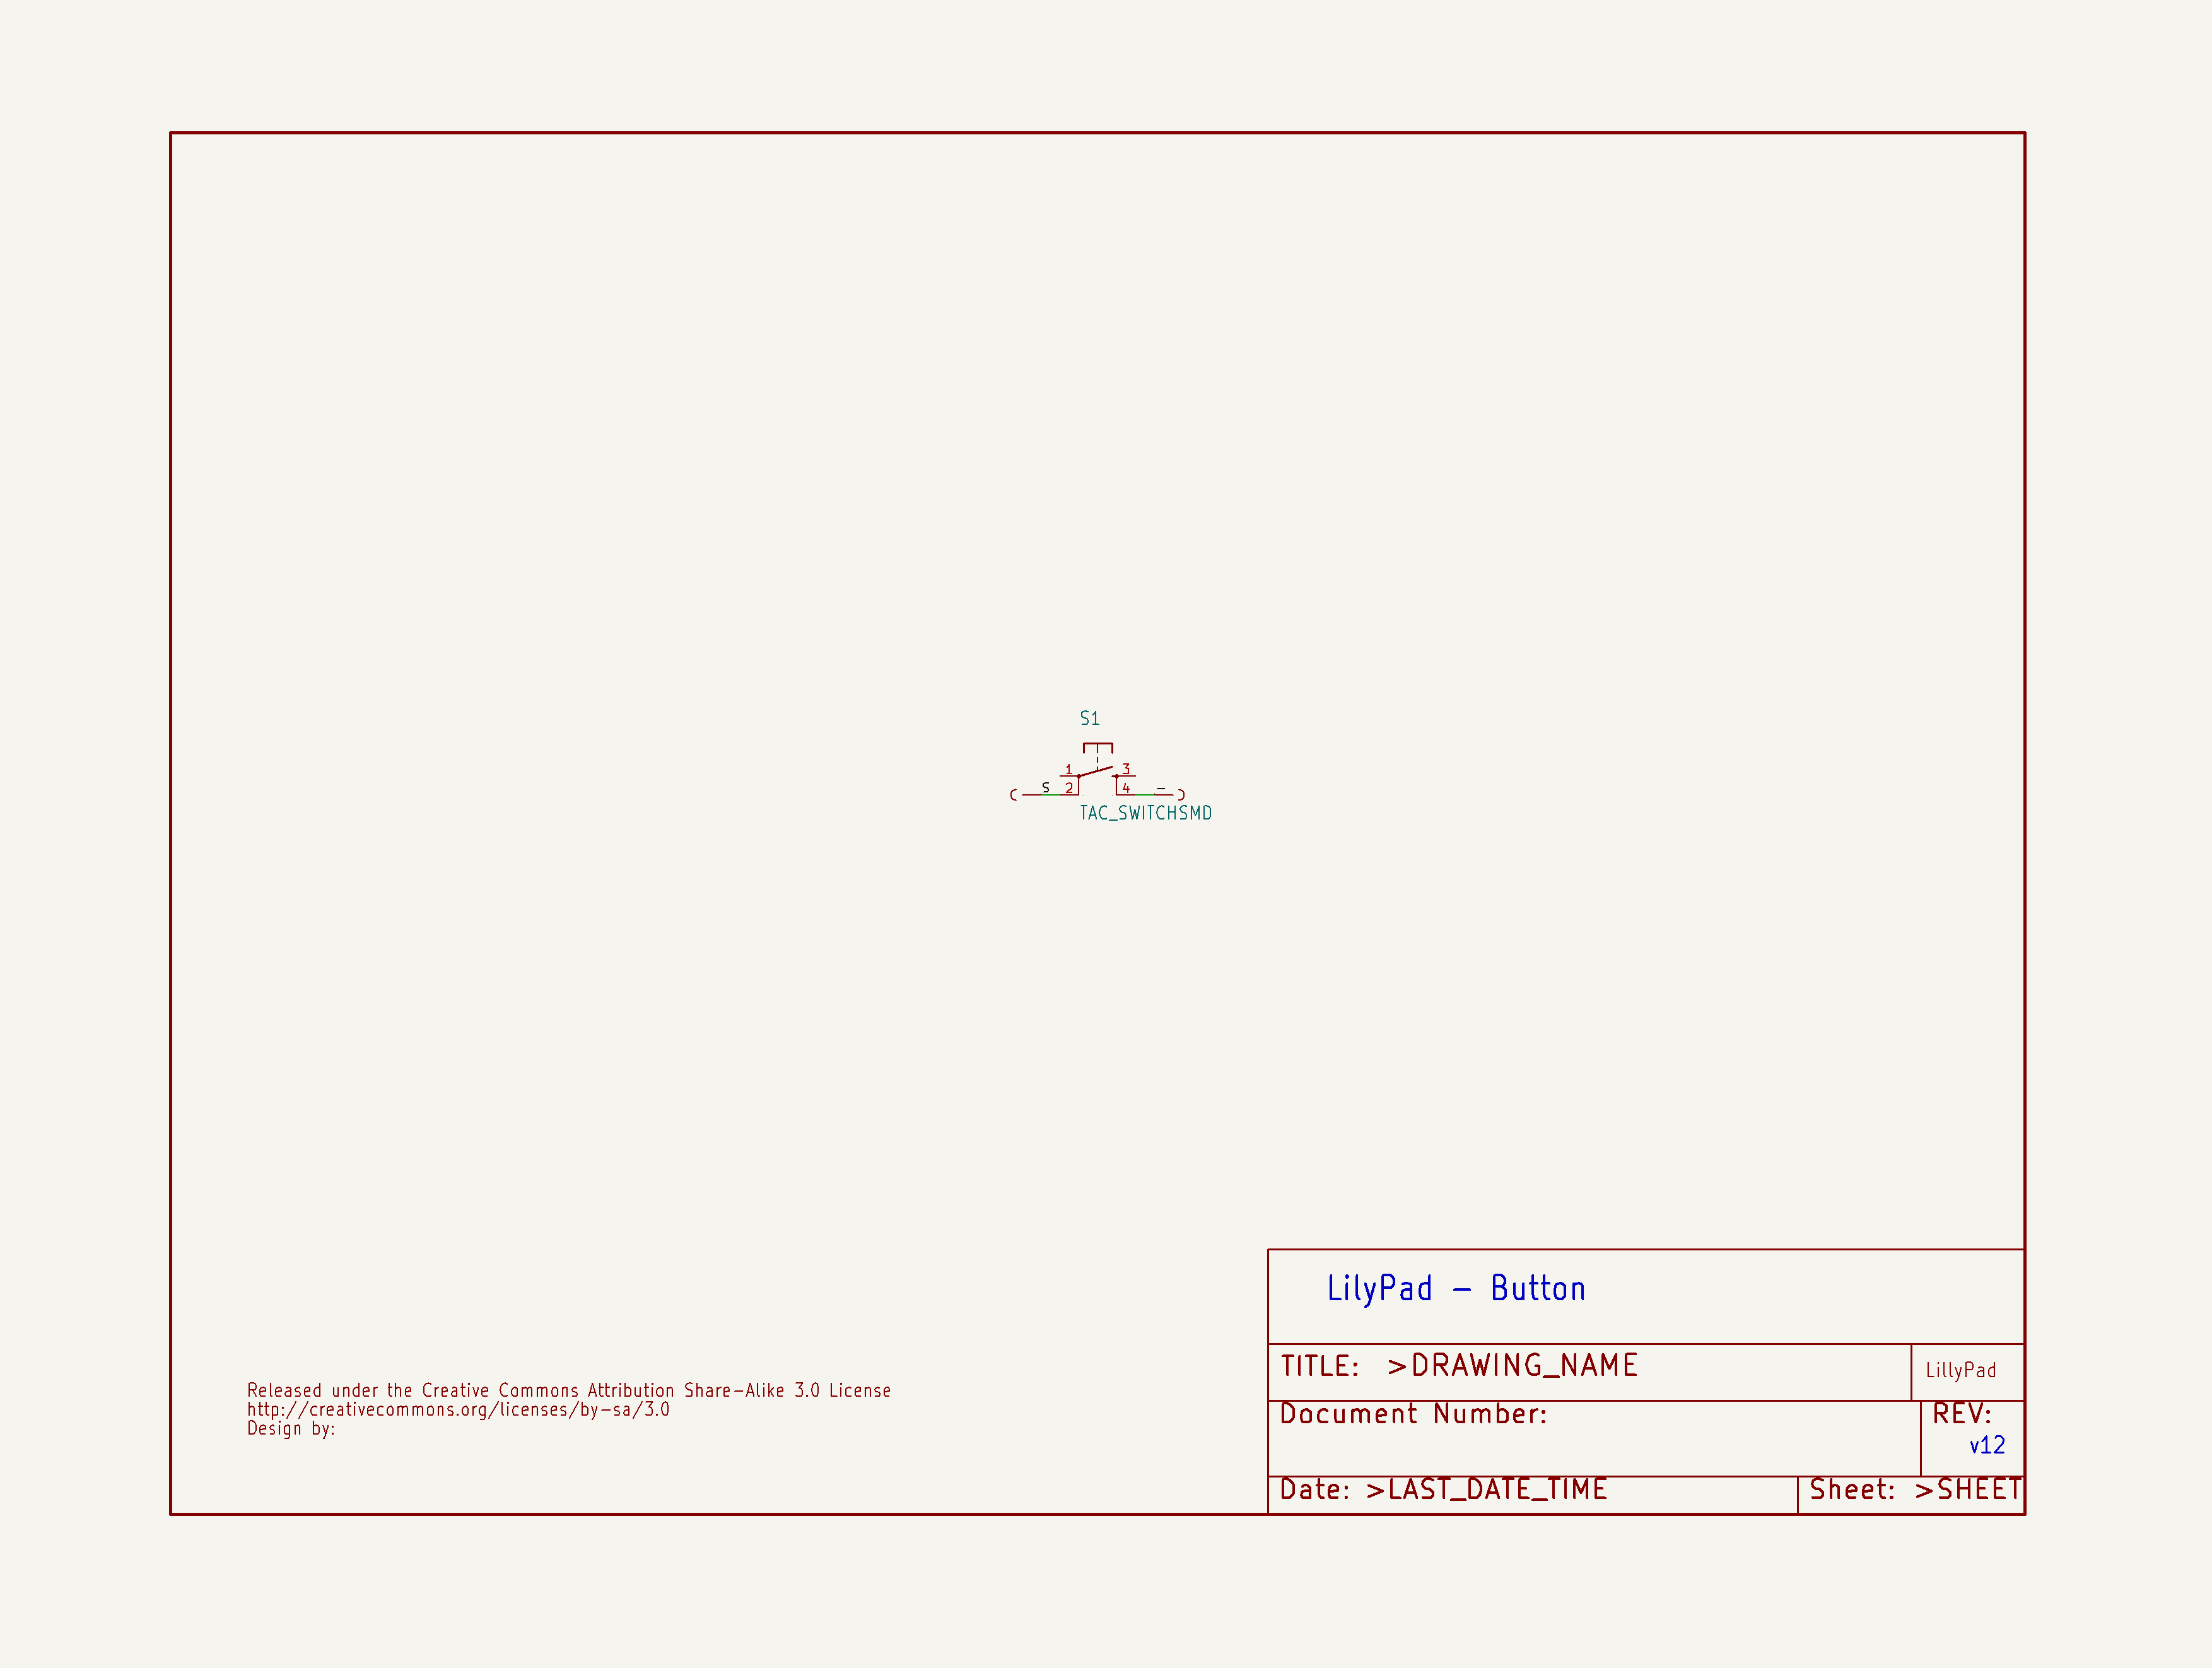 S1
1
3
S
2
4
-
TAC_SWITCHSMD
LilyPad - Button
TITLE: >DRAWING_NAME
LillyPad
Released under the Creative Commons Attribution Share-Alike 3.0 License
http://creativecommons.org/licenses/by-sa/3.0
Design by:
Document Number:
REV:
v12
Date: >LAST_DATE_TIME
Sheet: >SHEET